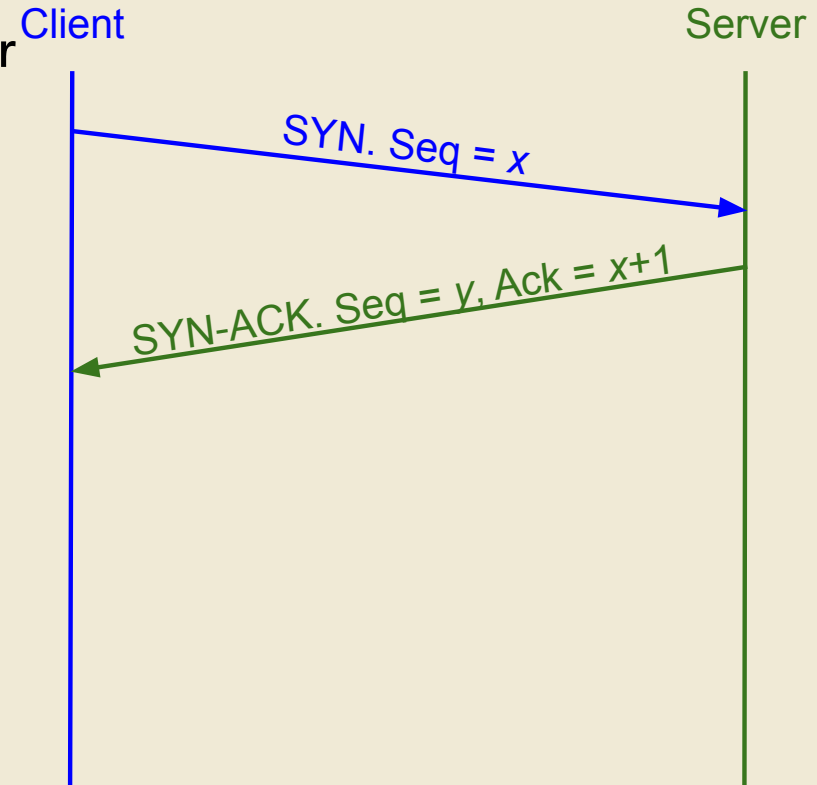 Client
Server
r
SYN. Seq = x
SYN-ACK. Seq = y, Ack = x+1